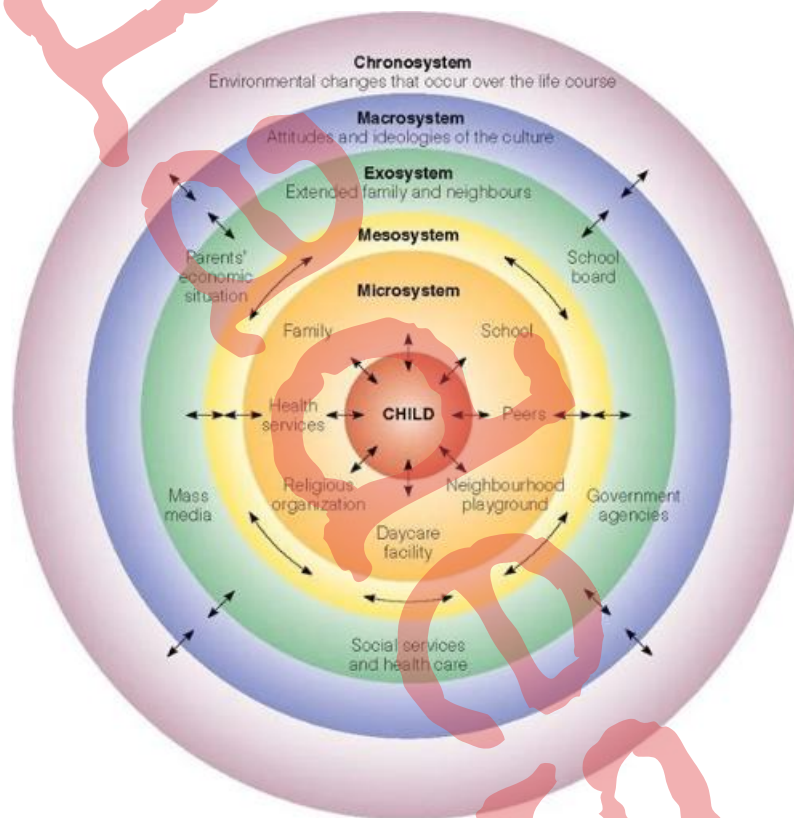 Chronosystem
Environmental changes that occur over the life course
Macrosystem
Attitudes and ideologies of the culture
Exosystem
Extended family and neighbours
Mesosystem
Parents'
economic
situation
School
board
Microsystem
Family
School
Health
services
CHILD
Peers
Religious
organization
Neighbourhood
playground
Mass
media
Government
agencies
Daycare
facility
Social services
and health care